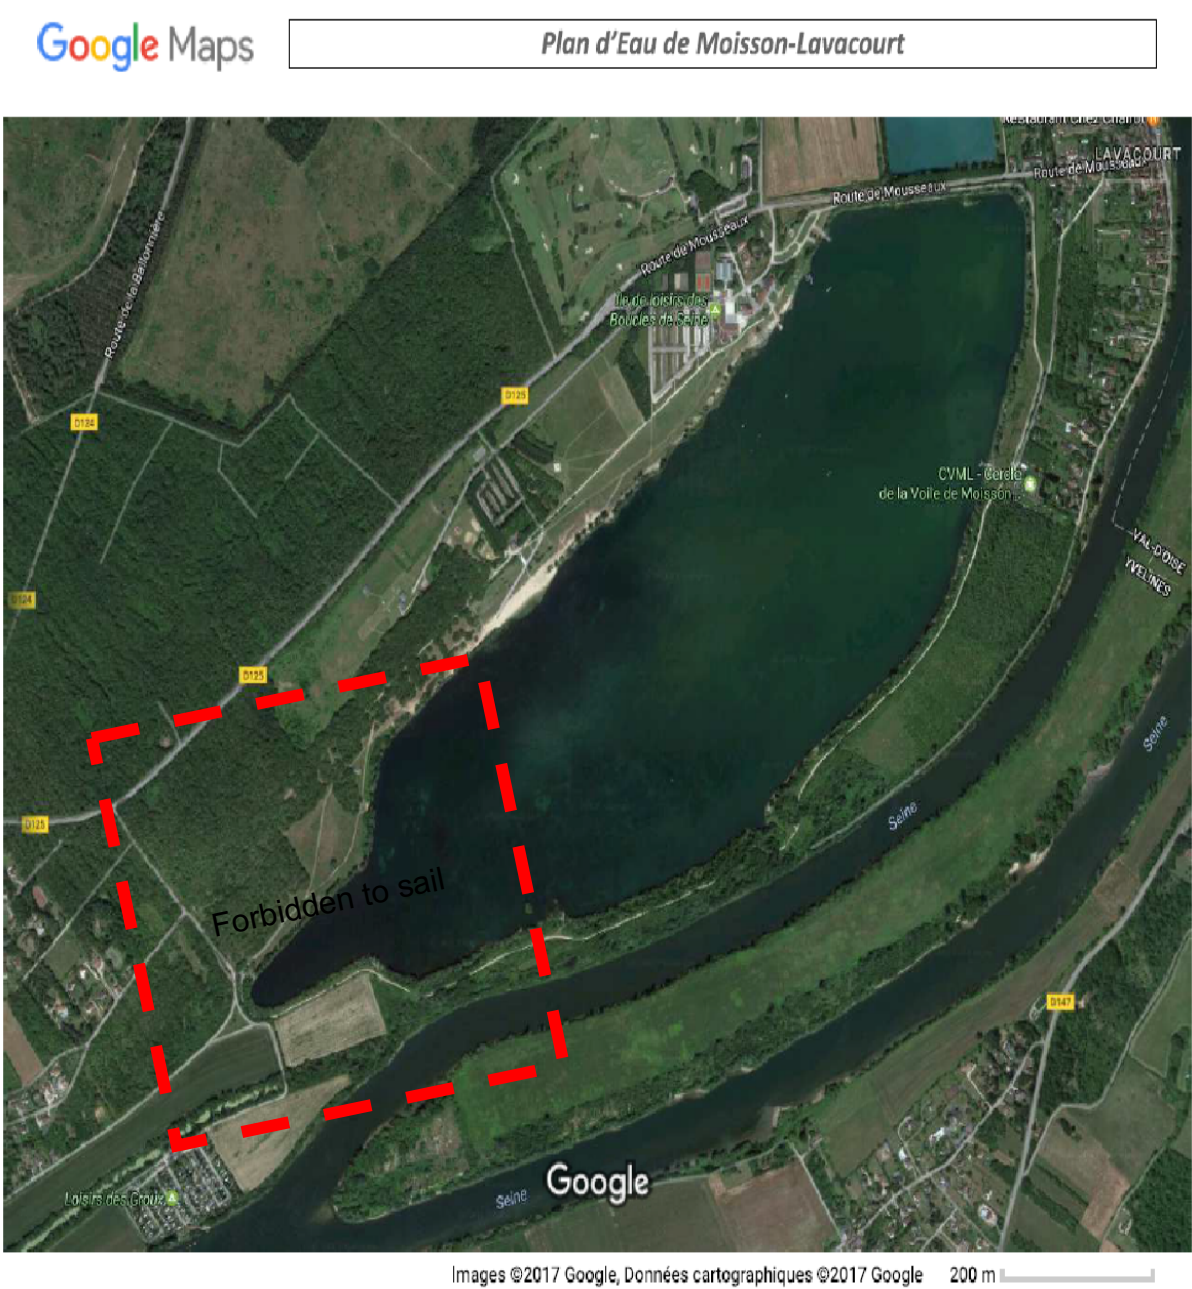 Google Maps
Plan d'Eau de Moisson-Lavacourt
Restaurant Chez Charlot
LAVACOURT
Route de Mousseaux
Route de Mousseaux
Route de Mousseaux
Route de la Ballonnière
Île de loisirs des
Boucles de Seine
D125
D124
CVML - Cercle
de la Voile de Moisson...
VAL-D'OISE
YVELINES
D124
D125
Seine
Seine
D125
Forbidden to sail
D147
Google
Seine
Loisirs des Groux
Images ©2017 Google, Données cartographiques ©2017 Google 200 m